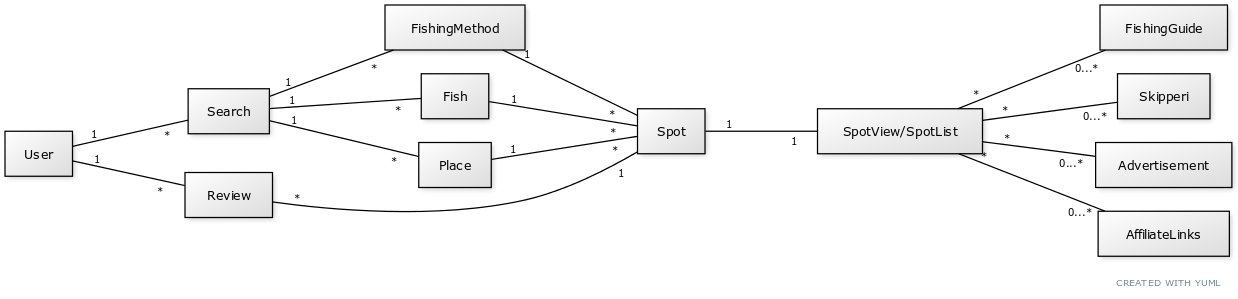 User
1
*
1
*
Search
1
*
1
*
1
*
Review
*
1
FishingMethod
1
*
Fish
1
*
Place
1
*
Spot
1
1
SpotView/SpotList
*
0...*
*
0...*
*
0...*
*
0...*
FishingGuide
Skipperi
Advertisement
AffiliateLinks
CREATED WITH YUML